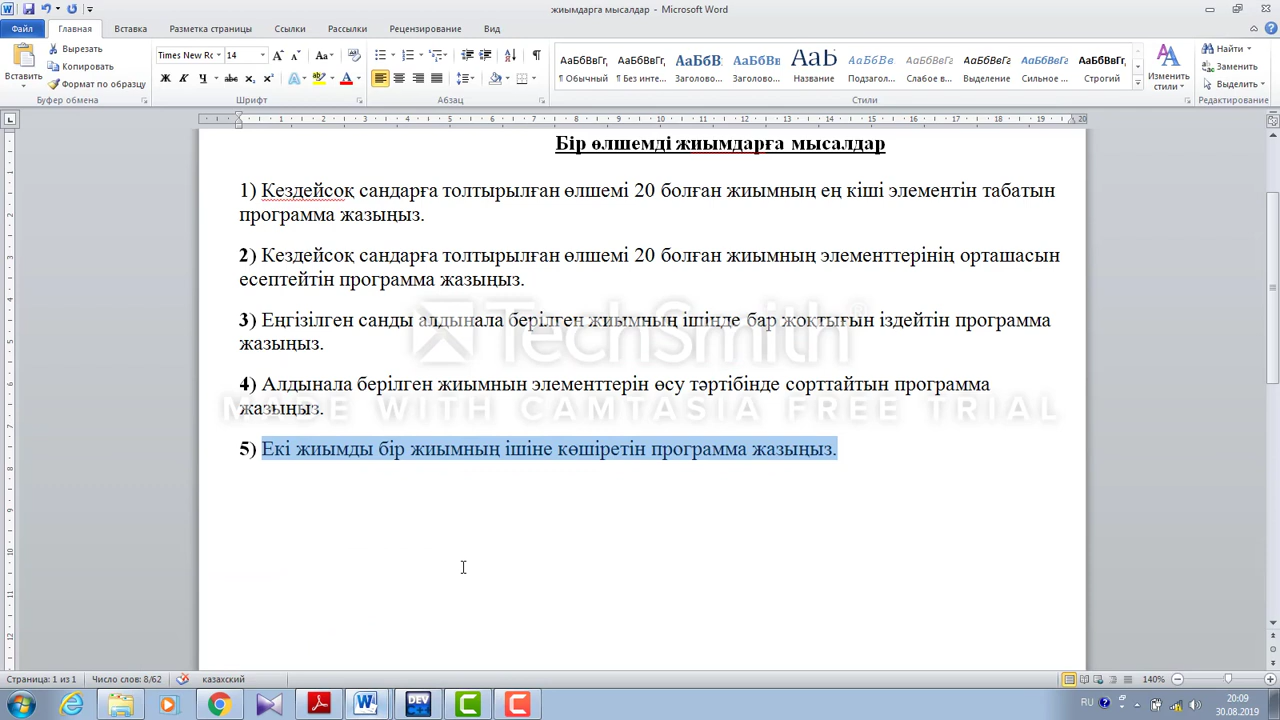 жиымдарга мысалдар - Microsoft Word
Файл Главная Вставка Разметка страницы Ссылки Рассылки Рецензирование Вид
Вставить
Вырезать
Копировать
Формат по образцу
Буфер обмена
Times New Ro 14
Шрифт
Абзац
АаБбВвГг, АаБбВвГг, АаБбВ АаБбВв АаБ АаБбВв АаБбВвГг АаБбВвГг АаБбВвГг АаБбВвГг
¶ Обычный ¶ Без инте... Заголово... Заголово... Название Подзагол... Слабое в... Выделение Сильное ... Строгий
Стили
Изменить стили
Найти
Заменить
Выделить
Редактирование
Бір өлшемді жиымдарға мысалдар
1) Кездейсоқ сандарға толтырылған өлшемі 20 болған жиымның ең кіші элементін табатын
программа жазыңыз.
2) Кездейсоқ сандарға толтырылған өлшемі 20 болған жиымның элементтерінің орташасын
есептейтін программа жазыңыз.
3) Еңгізілген санды алдынала берілген жиымның ішінде бар жоқтығын іздейтін программа
жазыңыз.
4) Алдынала берілген жиымнын элементтерін өсу тәртібінде сорттайтын программа
жазыңыз.
5) Екі жиымды бір жиымның ішіне көшіретін программа жазыңыз.
TechSmith
MADE WITH CAMTASIA FREE TRIAL
Страница: 1 из 1 Число слов: 8/62 казахский 140%
RU 20:09
30.08.2019